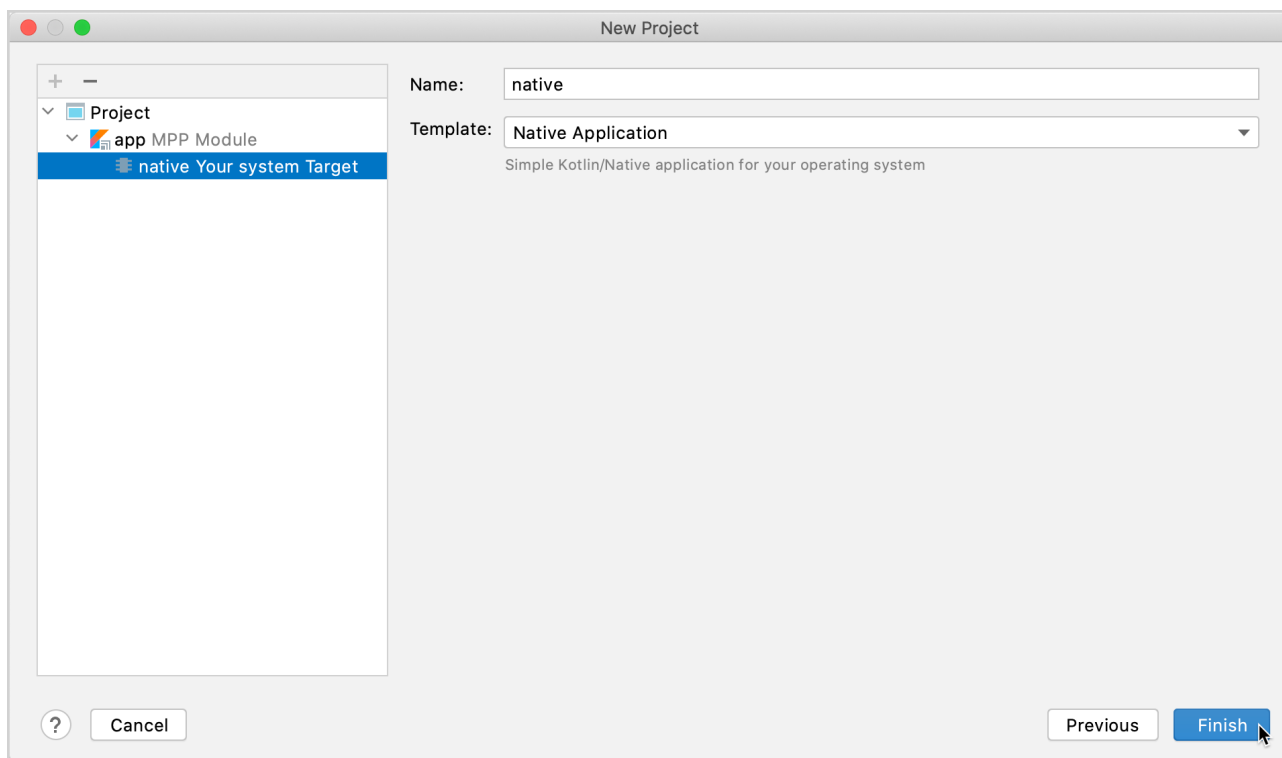 New Project
+ −
Project
app MPP Module
native Your system Target
Name: native
Template: Native Application
Simple Kotlin/Native application for your operating system
? Cancel Previous Finish